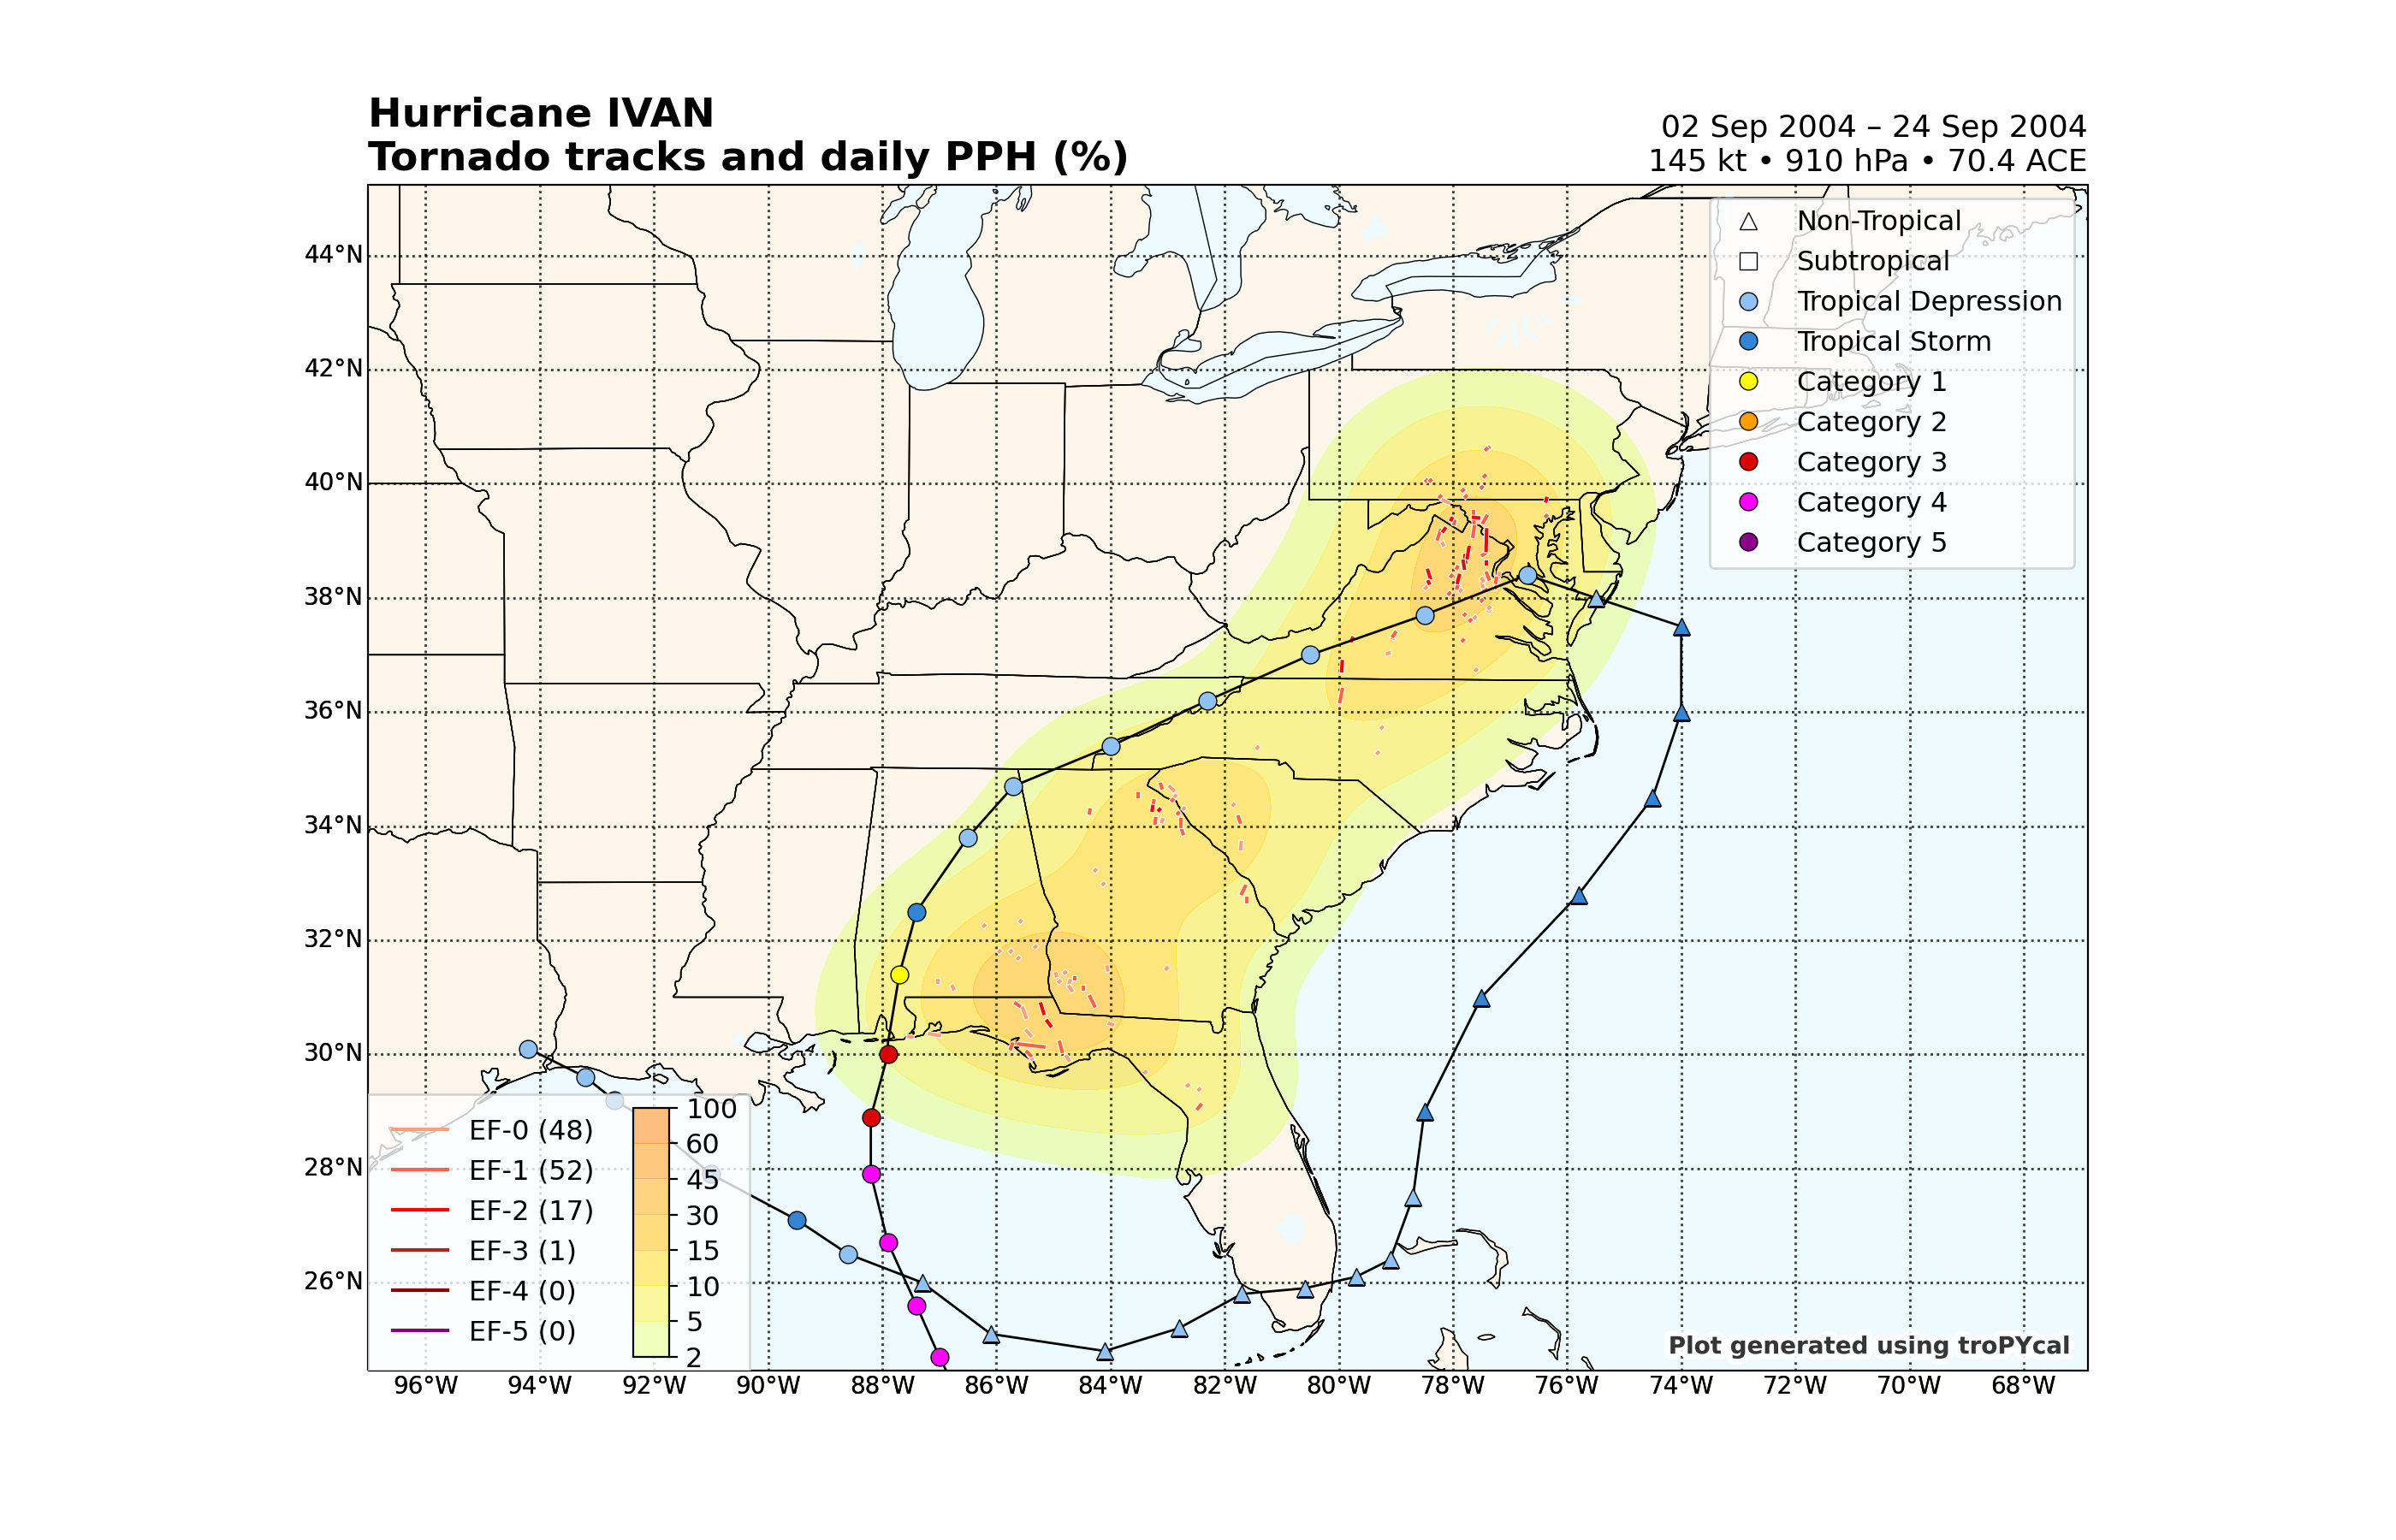 Hurricane IVAN
Tornado tracks and daily PPH (%)
02 Sep 2004 – 24 Sep 2004
145 kt • 910 hPa • 70.4 ACE
Non-Tropical
Subtropical
Tropical Depression
Tropical Storm
Category 1
Category 2
Category 3
Category 4
Category 5
44°N
42°N
40°N
38°N
36°N
34°N
32°N
30°N
28°N
26°N
EF-0 (48)
EF-1 (52)
EF-2 (17)
EF-3 (1)
EF-4 (0)
EF-5 (0)
100
60
45
30
15
10
5
2
Plot generated using troPYcal
96°W 94°W 92°W 90°W 88°W 86°W 84°W 82°W 80°W 78°W 76°W 74°W 72°W 70°W 68°W